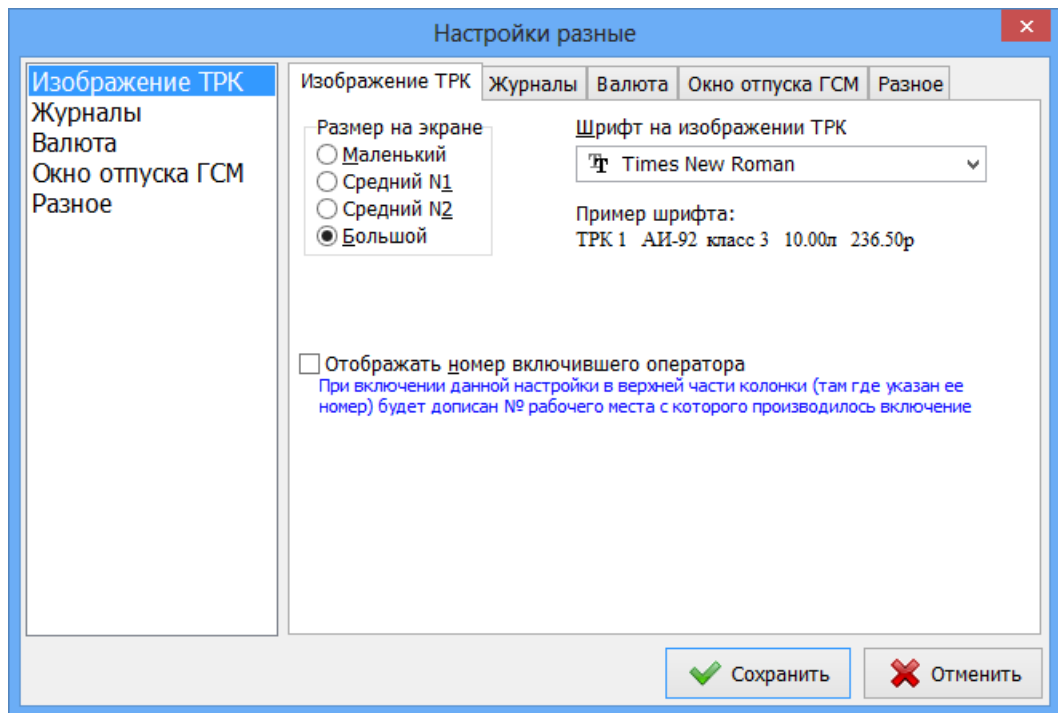 Настройки разные
Изображение ТРК
Журналы
Валюта
Окно отпуска ГСМ
Разное
Изображение ТРК Журналы Валюта Окно отпуска ГСМ Разное
Размер на экране
Маленький
Средний N1
Средний N2
Большой
Шрифт на изображении ТРК
Times New Roman
Пример шрифта:
ТРК 1 АИ-92 класс 3 10.00л 236.50р
Отображать номер включившего оператора
При включении данной настройки в верхней части колонки (там где указан ее
номер) будет дописан № рабочего места с которого производилось включение
Сохранить Отменить